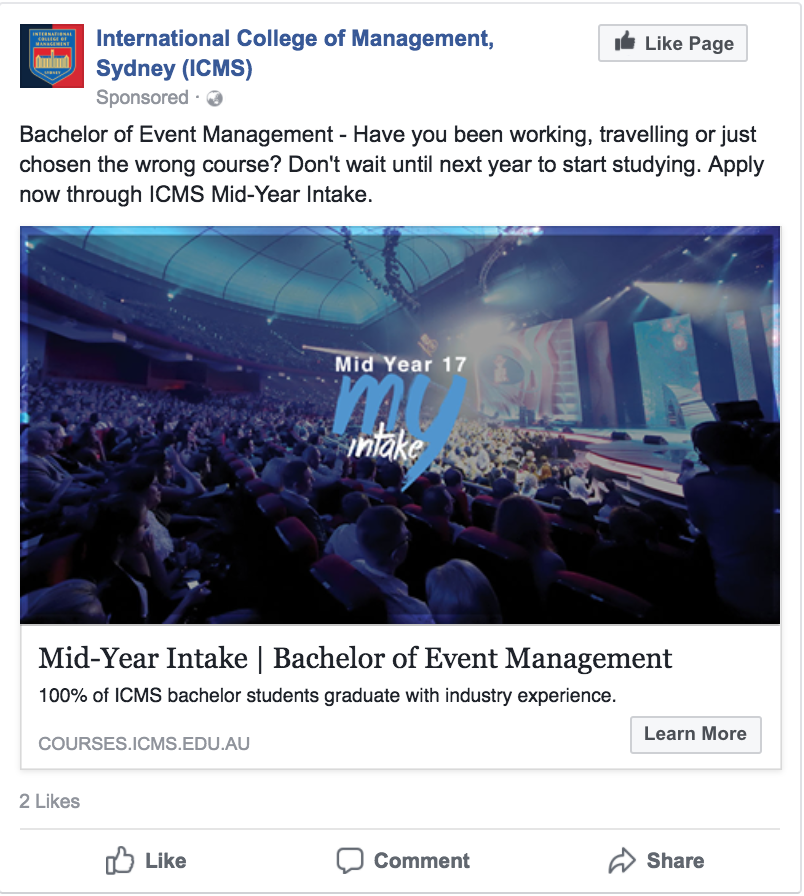 INTERNATIONAL
COLLEGE OF
MANAGEMENT
SYDNEY
International College of Management,
Sydney (ICMS)
Like Page
Sponsored ·
Bachelor of Event Management - Have you been working, travelling or just
chosen the wrong course? Don't wait until next year to start studying. Apply
now through ICMS Mid-Year Intake.
Mid Year 17
my
intake
Mid-Year Intake | Bachelor of Event Management
100% of ICMS bachelor students graduate with industry experience.
COURSES.ICMS.EDU.AU
Learn More
2 Likes
Like
Comment
Share